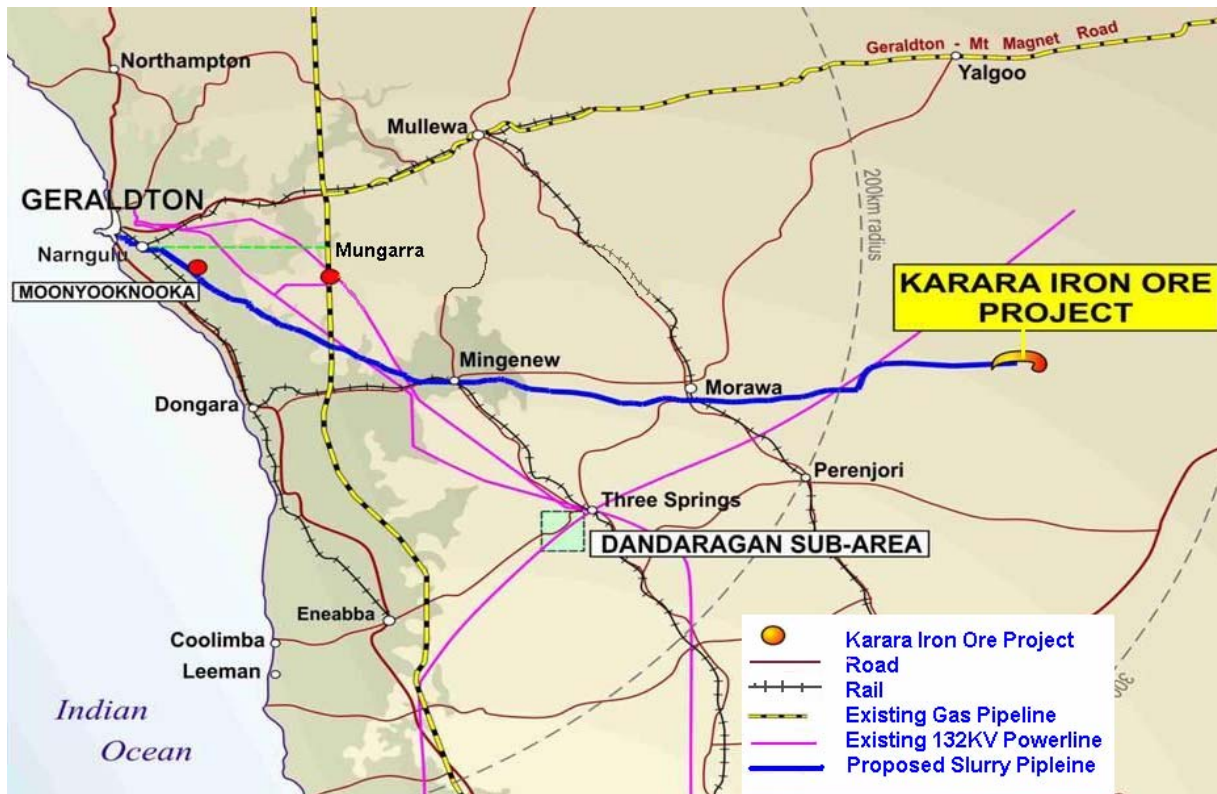 Northampton
Geraldton - Mt Magnet Road
Yalgoo
Mullewa
GERALDTON
200km radius
Narngulu
Mungarra
MOONYOOKNOOKA
KARARA IRON ORE
PROJECT
Mingenew
Morawa
Dongara
Perenjori
Three Springs
DANDARAGAN SUB-AREA
Eneabba
Coolimba
Leeman
Indian
Ocean
Karara Iron Ore Project
Road
Rail
Existing Gas Pipeline
Existing 132KV Powerline
Proposed Slurry Pipleine